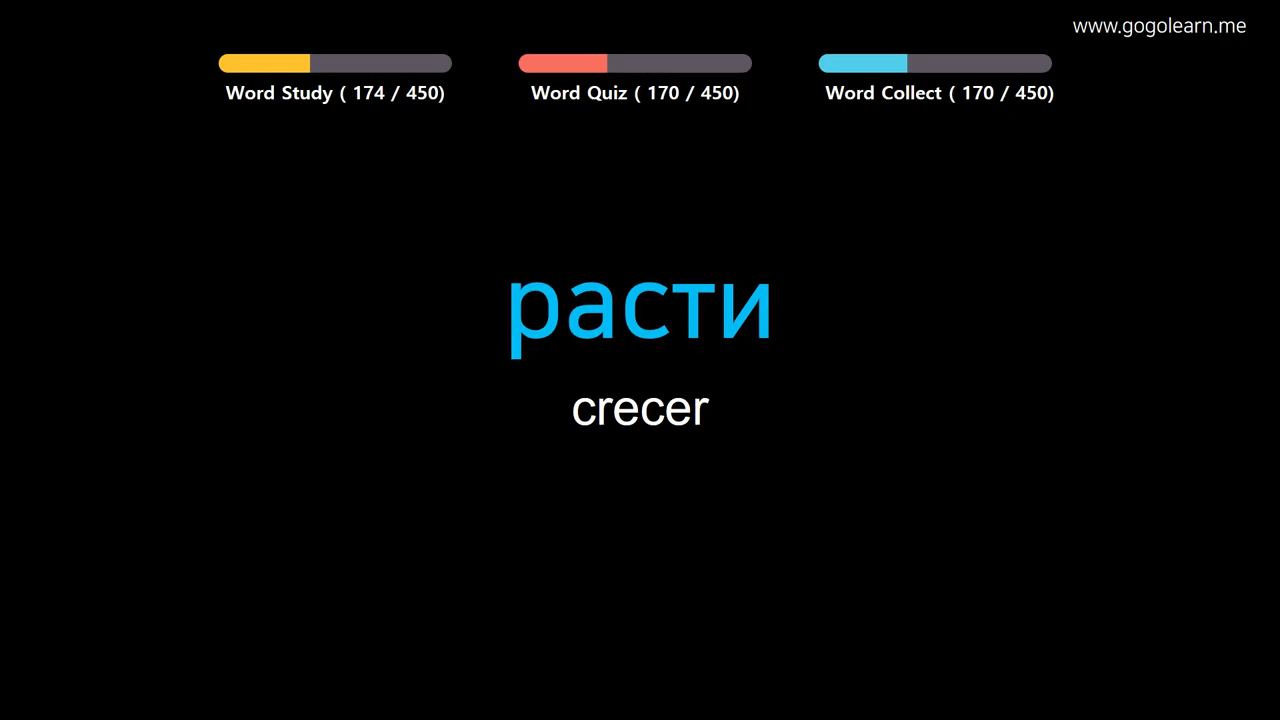 www.gogolearn.me
Word Study ( 174 / 450)
Word Quiz ( 170 / 450)
Word Collect ( 170 / 450)
расти
crecer